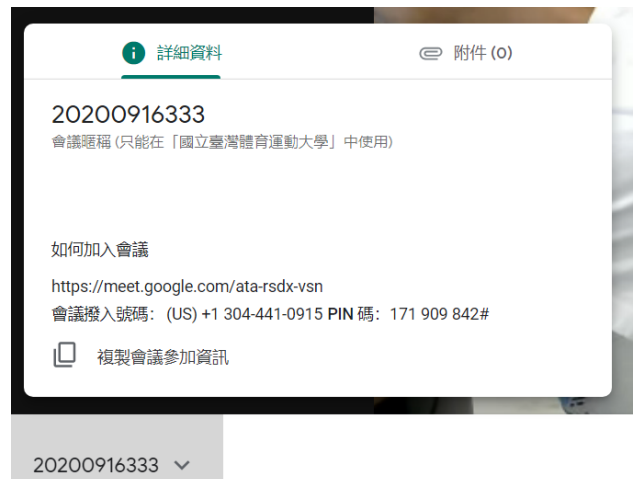 詳細資料
附件 (0)
20200916333
會議暱稱 (只能在「國立臺灣體育運動大學」中使用)
如何加入會議
https://meet.google.com/ata-rsdx-vsn
會議撥入號碼： (US) +1 304-441-0915 PIN 碼： 171 909 842#
複製會議參加資訊
20200916333